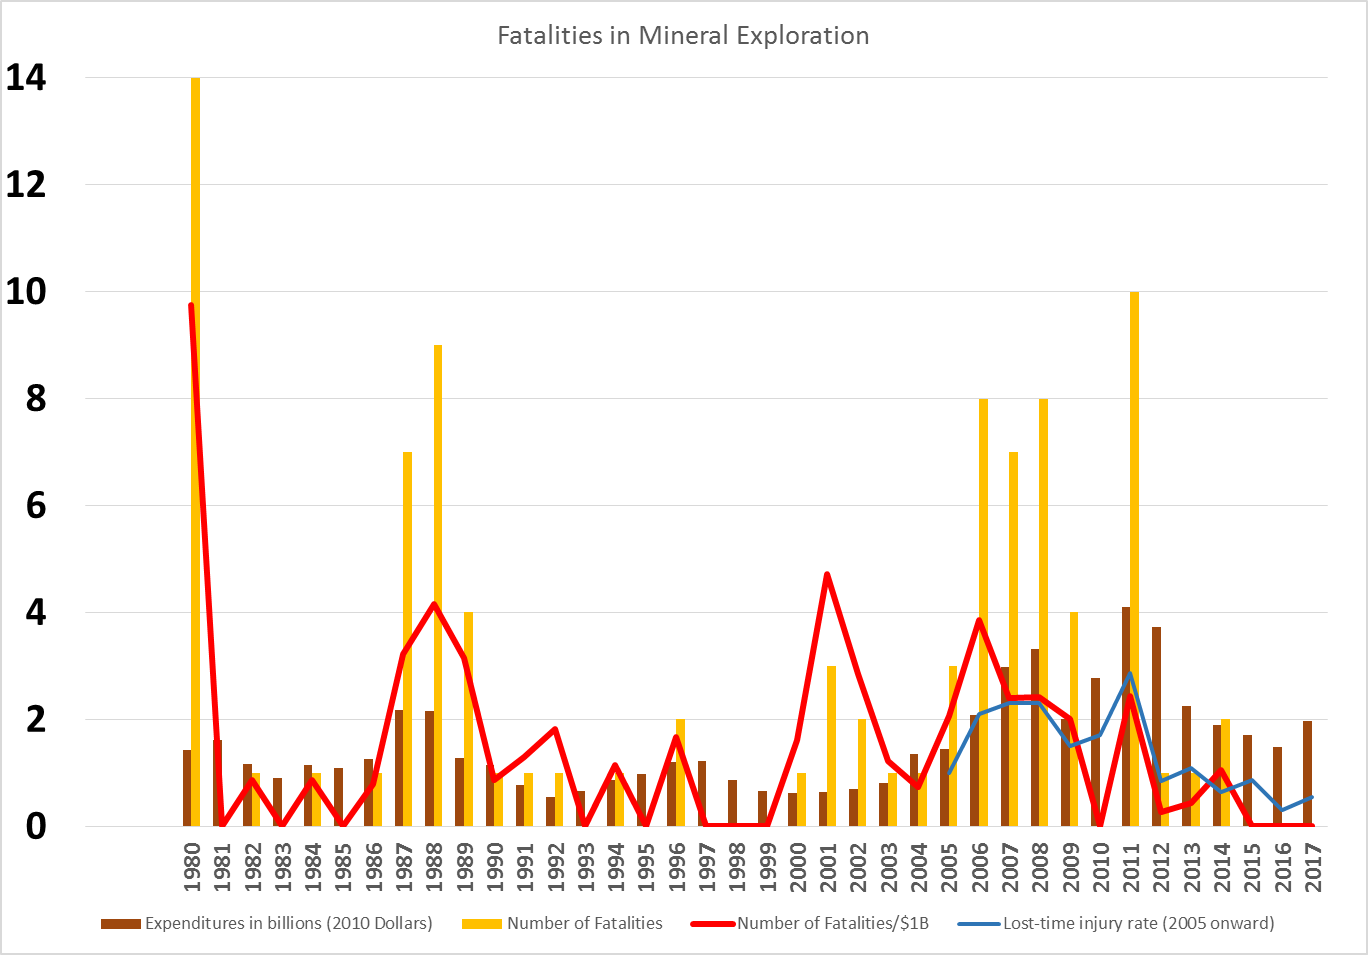 Fatalities in Mineral Exploration
14
12
10
8
6
4
2
0
1980 1981 1982 1983 1984 1985 1986 1987 1988 1989 1990 1991 1992 1993 1994 1995 1996 1997 1998 1999 2000 2001 2002 2003 2004 2005 2006 2007 2008 2009 2010 2011 2012 2013 2014 2015 2016 2017
Expenditures in billions (2010 Dollars) Number of Fatalities Number of Fatalities/$1B Lost-time injury rate (2005 onward)